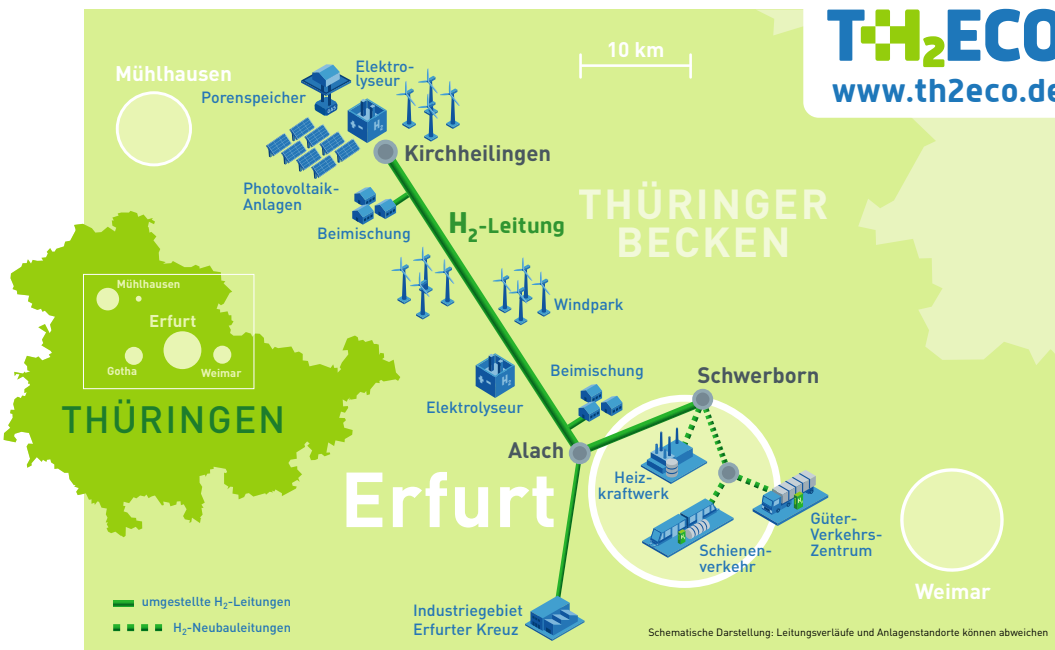 TH₂ECO
www.th2eco.de
10 km
Mühlhausen
Elektro-
lyseur
Porenspeicher
H₂
Kirchheilingen
Photovoltaik-
Anlagen
Beimischung
H₂-Leitung
THÜRINGER
BECKEN
Windpark
Mühlhausen
Erfurt
Gotha
Weimar
THÜRINGEN
H₂
Elektrolyseur
Beimischung
Schwerborn
Alach
Erfurt
Heiz-
kraftwerk
Güter-
Verkehrs-
Zentrum
Schienen-
verkehr
Weimar
Industriegebiet
Erfurter Kreuz
umgestellte H₂-Leitungen
H₂-Neubauleitungen
Schematische Darstellung: Leitungsverläufe und Anlagenstandorte können abweichen